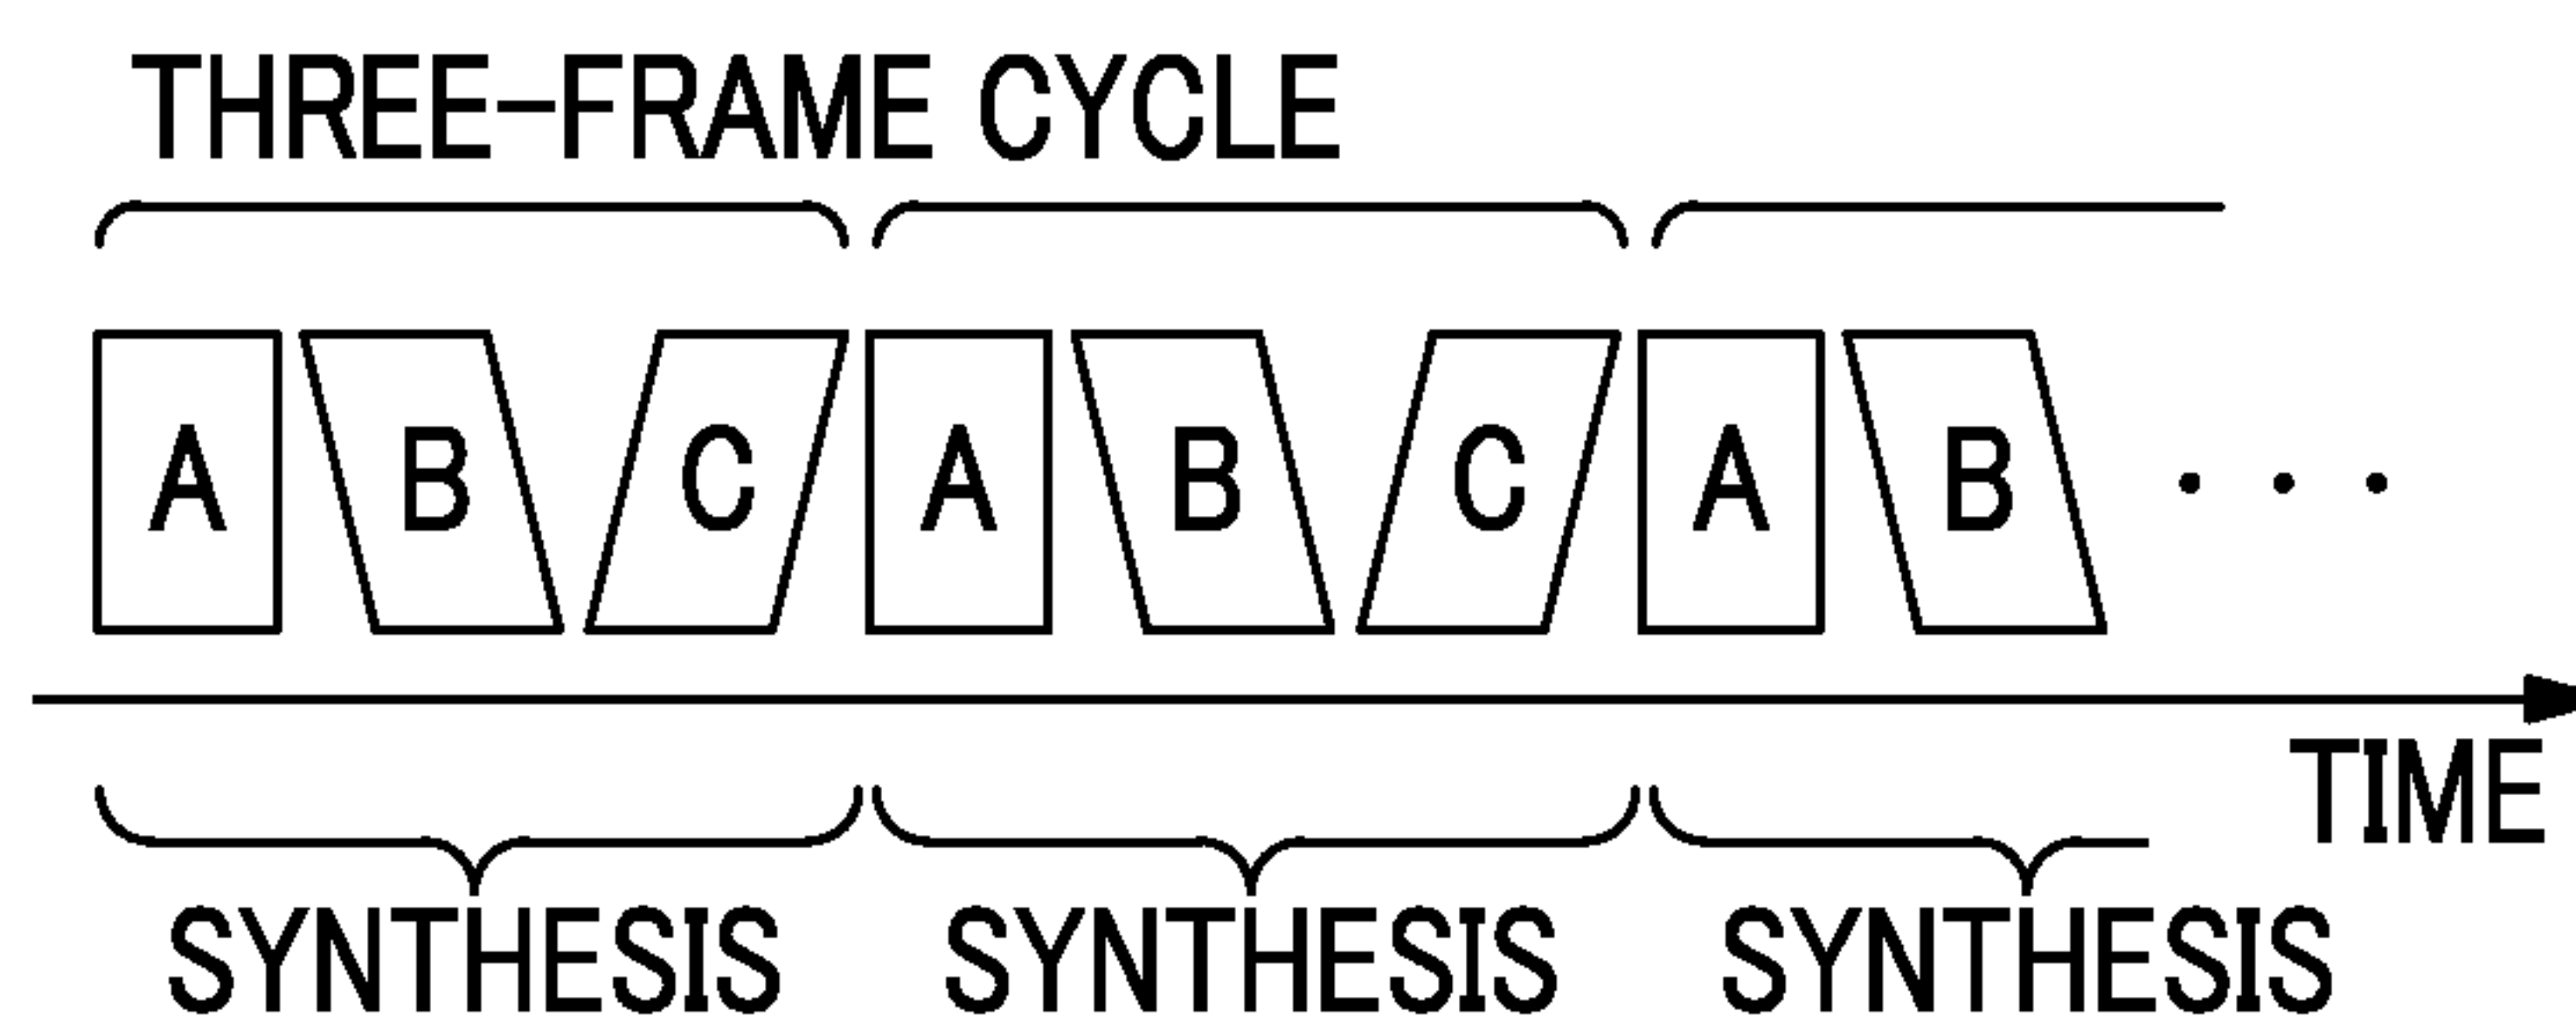 THREE-FRAME CYCLE
A B C A B C A B . . .
TIME
SYNTHESIS SYNTHESIS SYNTHESIS